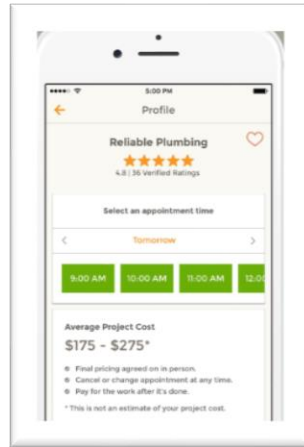 5:00 PM
Profile
Reliable Plumbing
4.8 | 36 Verified Ratings
Select an appointment time
Tomorrow
9:00 AM 10:00 AM 11:00 AM 12:0
Average Project Cost
$175 - $275*
Final pricing agreed on in person.
Cancel or change appointment at any time.
Pay for the work after it's done.
* This is not an estimate of your project cost.